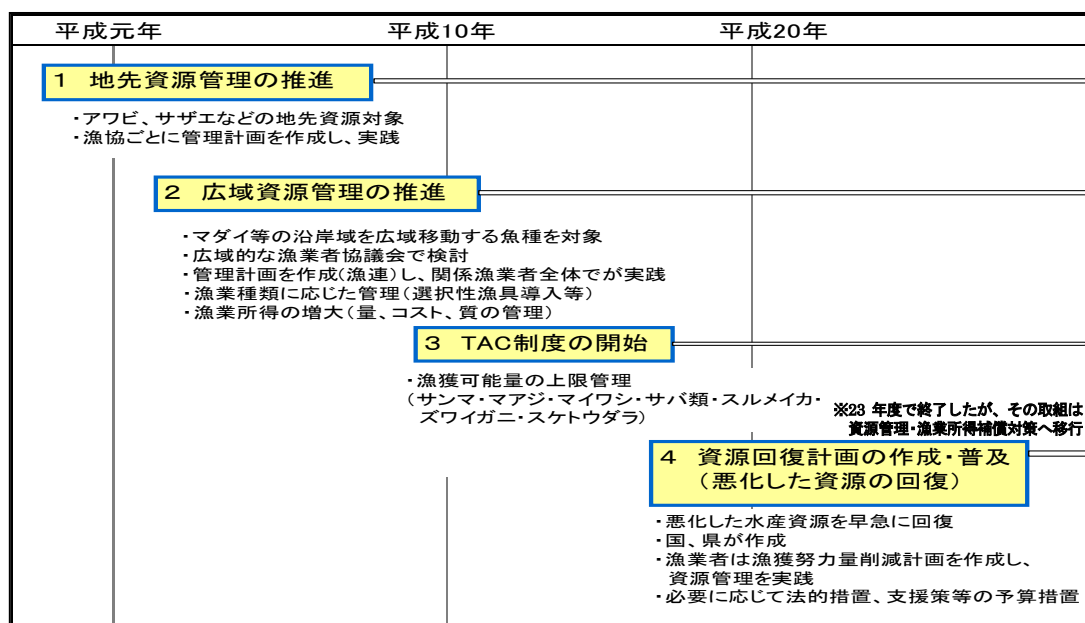 平成元年 平成10年 平成20年
1 地先資源管理の推進
・アワビ、サザエなどの地先資源対象
・漁協ごとに管理計画を作成し、実践
2 広域資源管理の推進
・マダイ等の沿岸域を広域移動する魚種を対象
・広域的な漁業者協議会で検討
・管理計画を作成(漁連)し、関係漁業者全体でが実践
・漁業種類に応じた管理(選択性漁具導入等)
・漁業所得の増大(量、コスト、質の管理)
3 TAC制度の開始
・漁獲可能量の上限管理
(サンマ・マアジ・マイワシ・サバ類・スルメイカ・
ズワイガニ・スケトウダラ)
※23 年度で終了したが、その取組は
資源管理・漁業所得補償対策へ移行
4 資源回復計画の作成・普及
(悪化した資源の回復)
・悪化した水産資源を早急に回復
・国、県が作成
・漁業者は漁獲努力量削減計画を作成し、
資源管理を実践
・必要に応じて法的措置、支援策等の予算措置